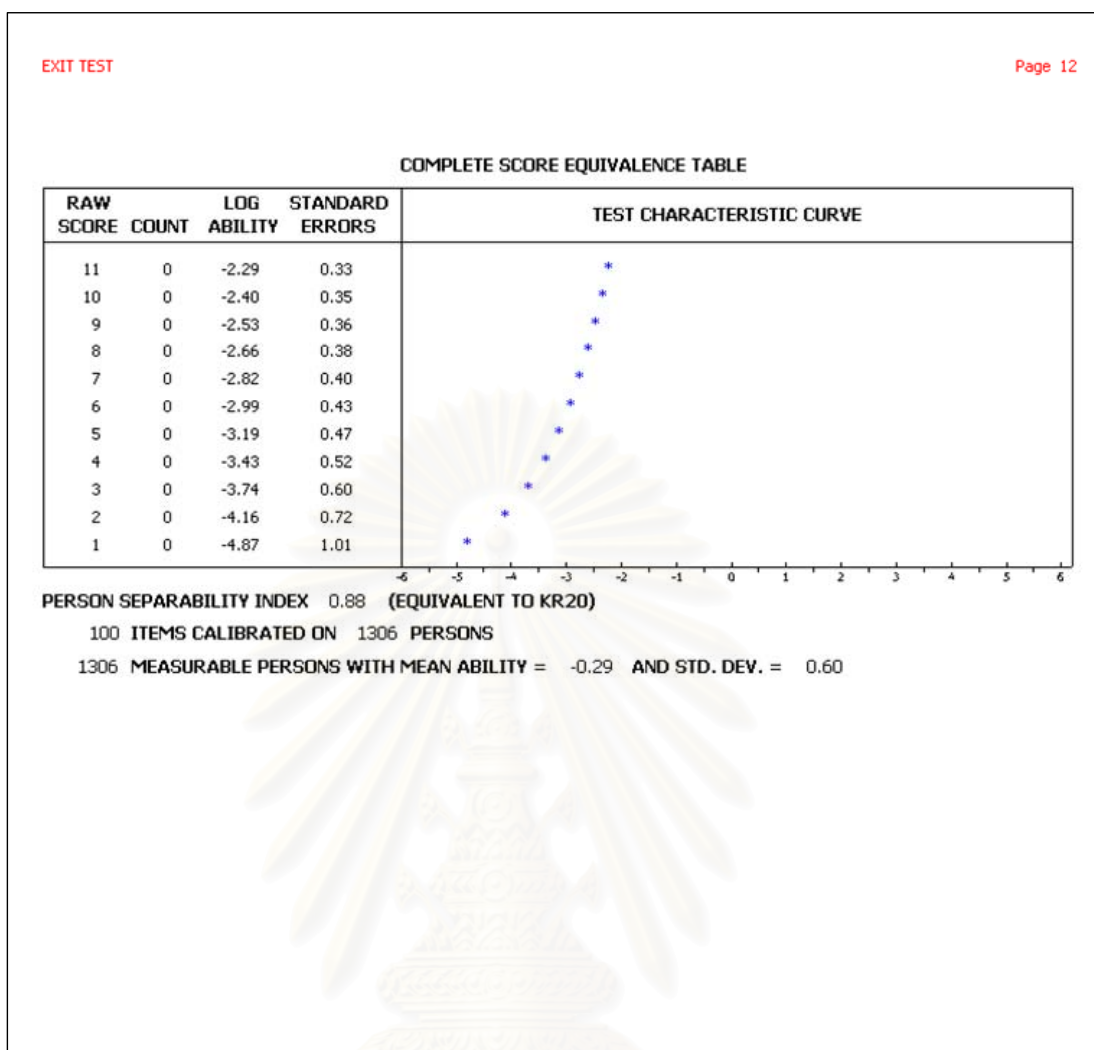 EXIT TEST Page 12
COMPLETE SCORE EQUIVALENCE TABLE
RAW LOG STANDARD
SCORE COUNT ABILITY ERRORS
TEST CHARACTERISTIC CURVE
11 0 -2.29 0.33 *
10 0 -2.40 0.35 *
9 0 -2.53 0.36 *
8 0 -2.66 0.38 *
7 0 -2.82 0.40 *
6 0 -2.99 0.43 *
5 0 -3.19 0.47 *
4 0 -3.43 0.52 *
3 0 -3.74 0.60 *
2 0 -4.16 0.72 *
1 0 -4.87 1.01 *
-6 -5 -4 -3 -2 -1 0 1 2 3 4 5 6
PERSON SEPARABILITY INDEX 0.88 (EQUIVALENT TO KR20)
100 ITEMS CALIBRATED ON 1306 PERSONS
1306 MEASURABLE PERSONS WITH MEAN ABILITY = -0.29 AND STD. DEV. = 0.60